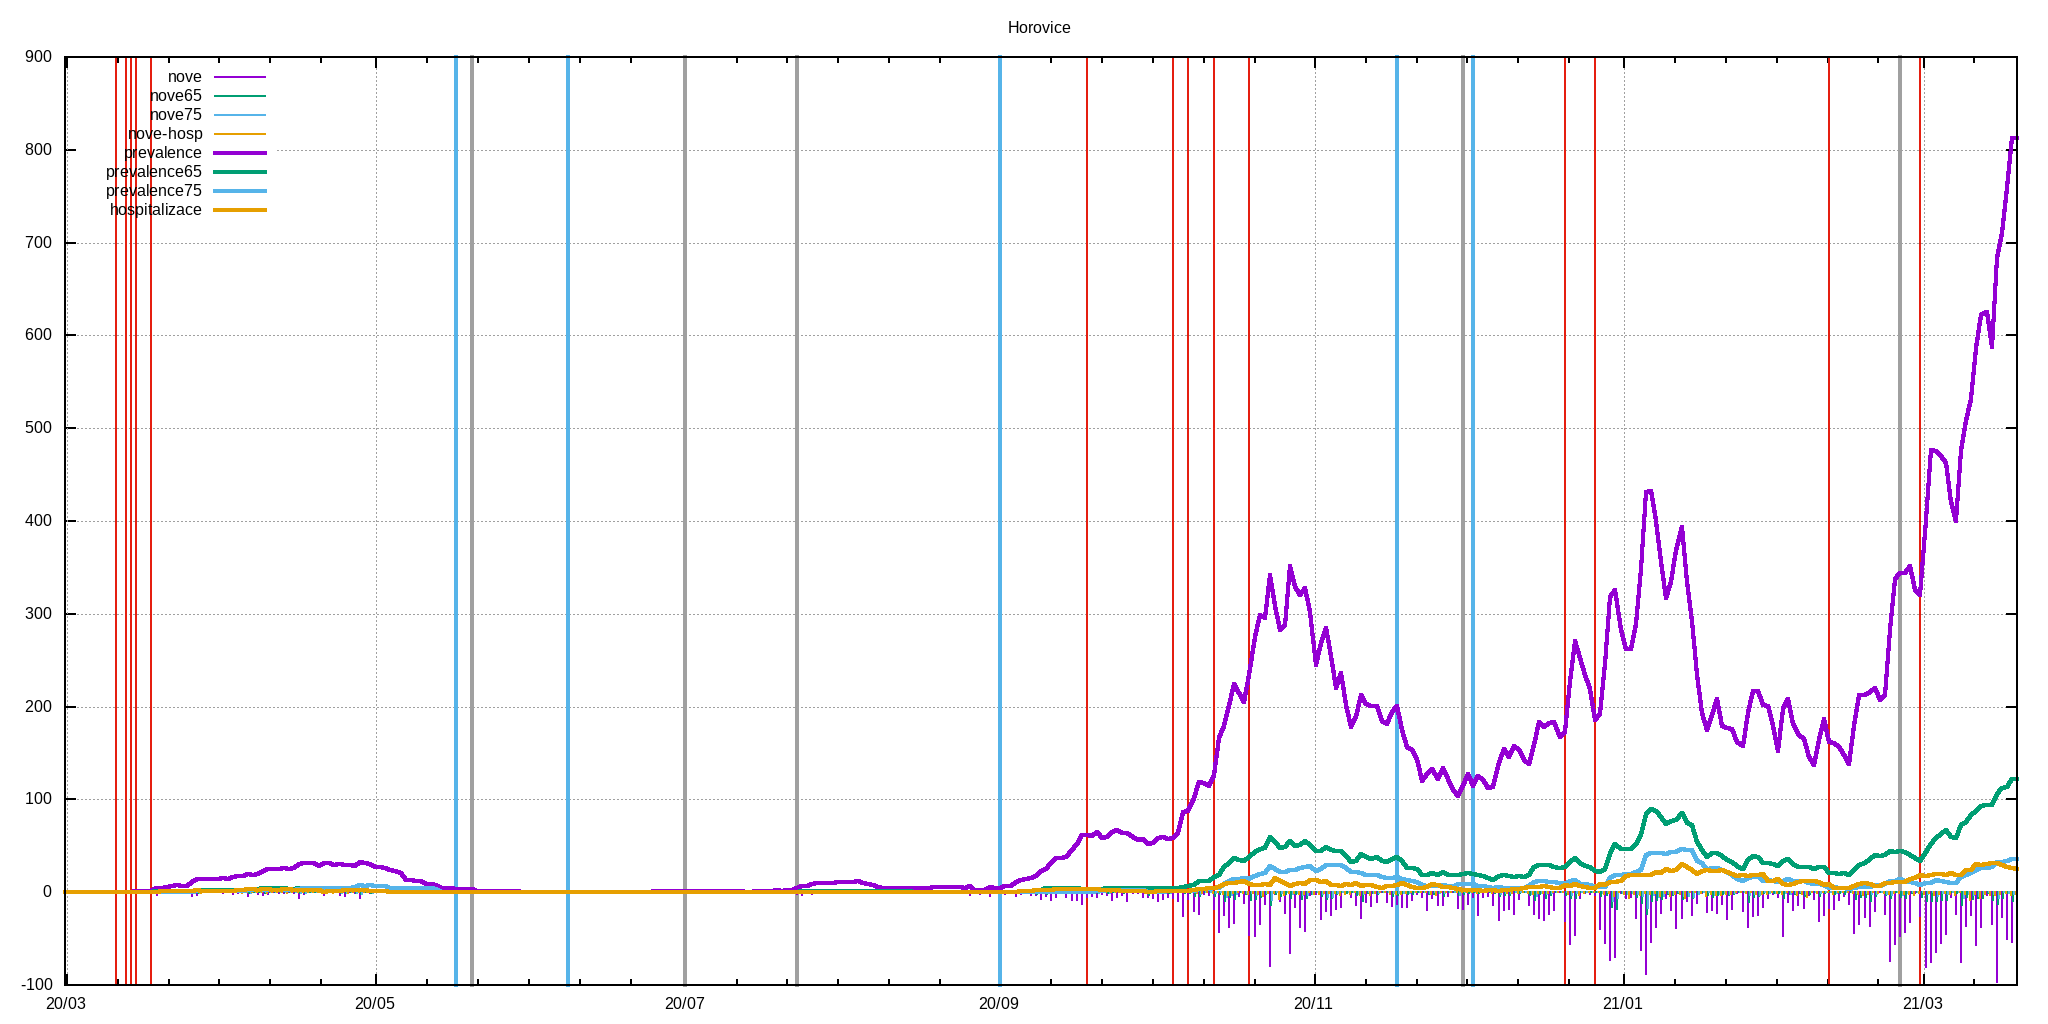 Horovice
900
800
700
600
500
400
300
200
100
0
-100
nove
nove65
nove75
nove-hosp
prevalence
prevalence65
prevalence75
hospitalizace
20/03 20/05 20/07 20/09 20/11 21/01 21/03